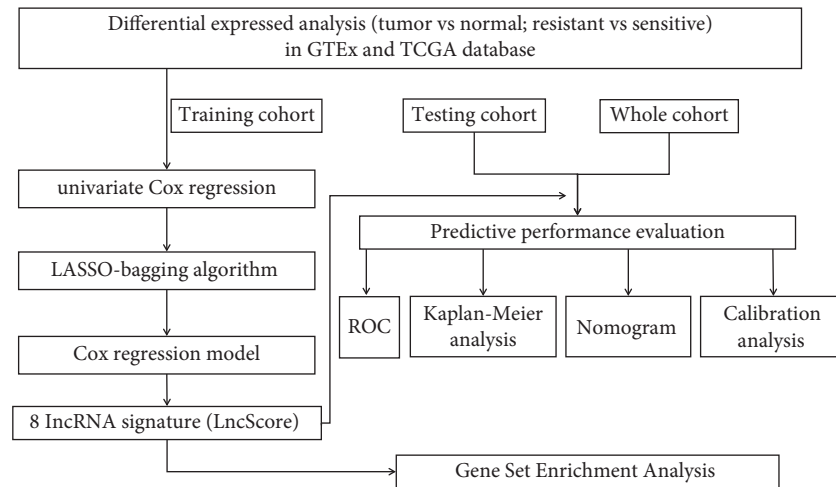 Differential expressed analysis (tumor vs normal; resistant vs sensitive)
in GTEx and TCGA database
Training cohort
Testing cohort
Whole cohort
univariate Cox regression
LASSO-bagging algorithm
Cox regression model
8 lncRNA signature (LncScore)
Predictive performance evaluation
ROC
Kaplan-Meier
analysis
Nomogram
Calibration
analysis
Gene Set Enrichment Analysis